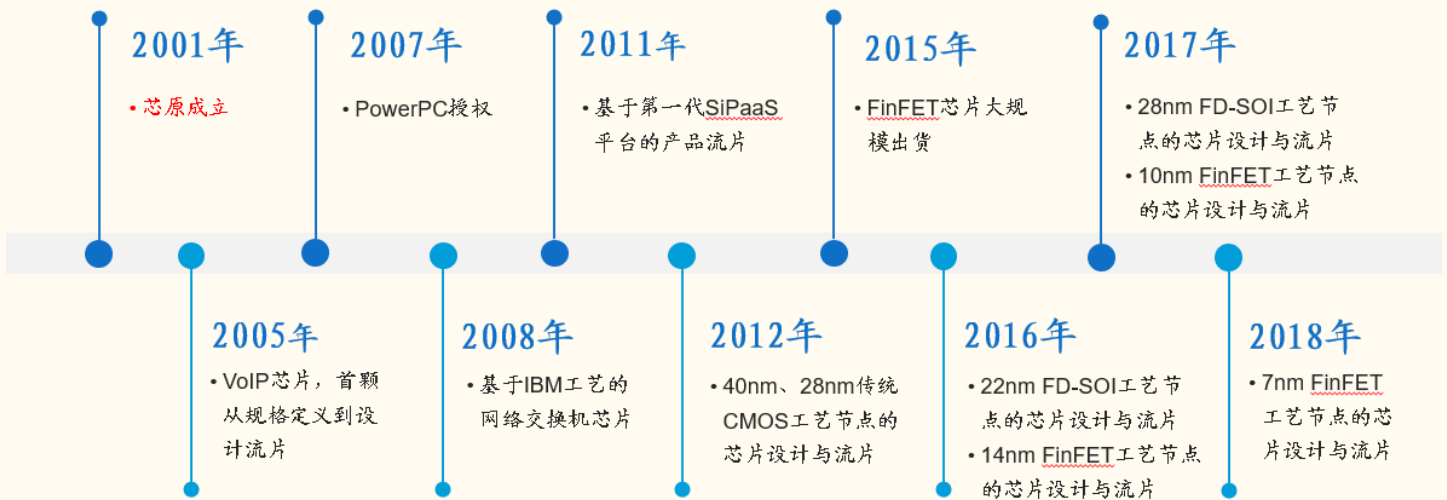 2001年
• 芯原成立
2007年
• PowerPC授权
2011年
• 基于第一代SiPaaS
平台的产品流片
2015年
• FinFET芯片大规
模出货
2017年
• 28nm FD-SOI工艺节
点的芯片设计与流片
• 10nm FinFET工艺节点
的芯片设计与流片
2005年
• VoIP芯片，首颗
从规格定义到设
计流片
2008年
• 基于IBM工艺的
网络交换机芯片
2012年
• 40nm、28nm传统
CMOS工艺节点的
芯片设计与流片
2016年
• 22nm FD-SOI工艺节
点的芯片设计与流片
• 14nm FinFET工艺节点
的芯片设计与流片
2018年
• 7nm FinFET
工艺节点的芯
片设计与流片